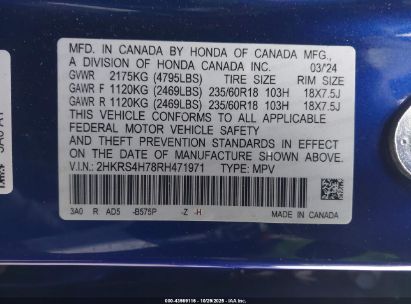 MFD. IN CANADA BY HONDA OF CANADA MFG.,
A DIVISION OF HONDA CANADA INC. 03/24
GVWR 2175KG (4795LBS) TIRE SIZE RIM SIZE
GAWR F 1120KG (2469LBS) 235/60R18 103H 18X7.5J
GAWR R 1120KG (2469LBS) 235/60R18 103H 18X7.5J
THIS VEHICLE CONFORMS TO ALL APPLICABLE
FEDERAL MOTOR VEHICLE SAFETY
AND THEFT PREVENTION STANDARDS IN EFFECT
ON THE DATE OF MANUFACTURE SHOWN ABOVE.
V.I.N.: 2HKRS4H78RH471971 TYPE: MPV
3A0 R AD5 -B575P -Z -H MADE IN CANADA